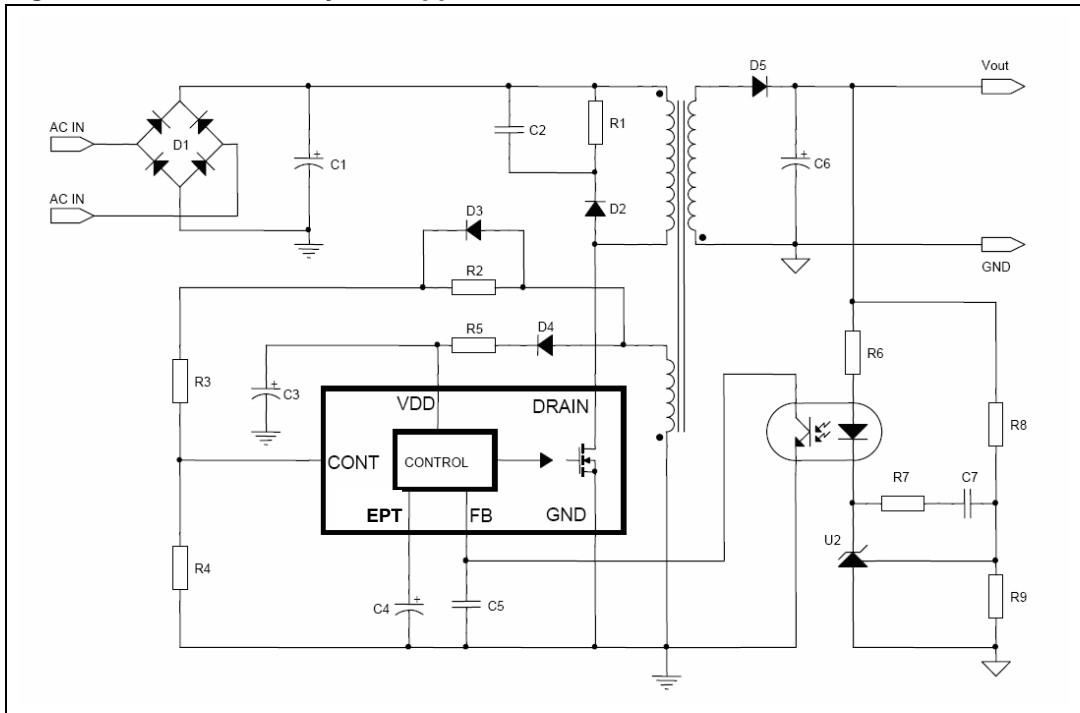 D5
Vout
AC IN
D1
C1
C2
R1
C6
AC IN
D2
D3
GND
R2
R5
D4
R6
R3
C3
VDD
DRAIN
R8
CONT
CONTROL
R7
C7
EPT
FB
GND
U2
R4
C4
C5
R9